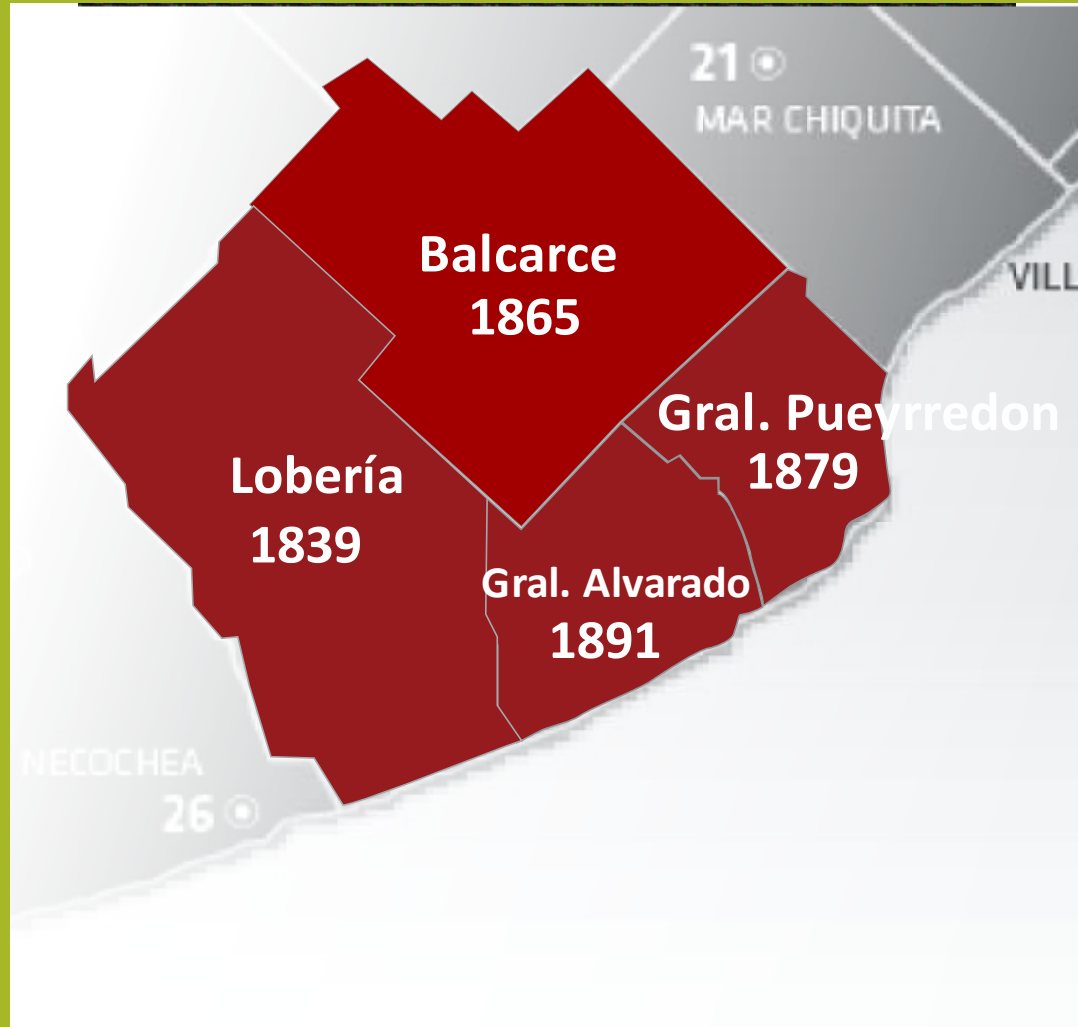 21
MAR CHIQUITA
VILL
Balcarce
1865
Gral. Pueyrredon
1879
Lobería
1839
Gral. Alvarado
1891
NECOCHEA
26